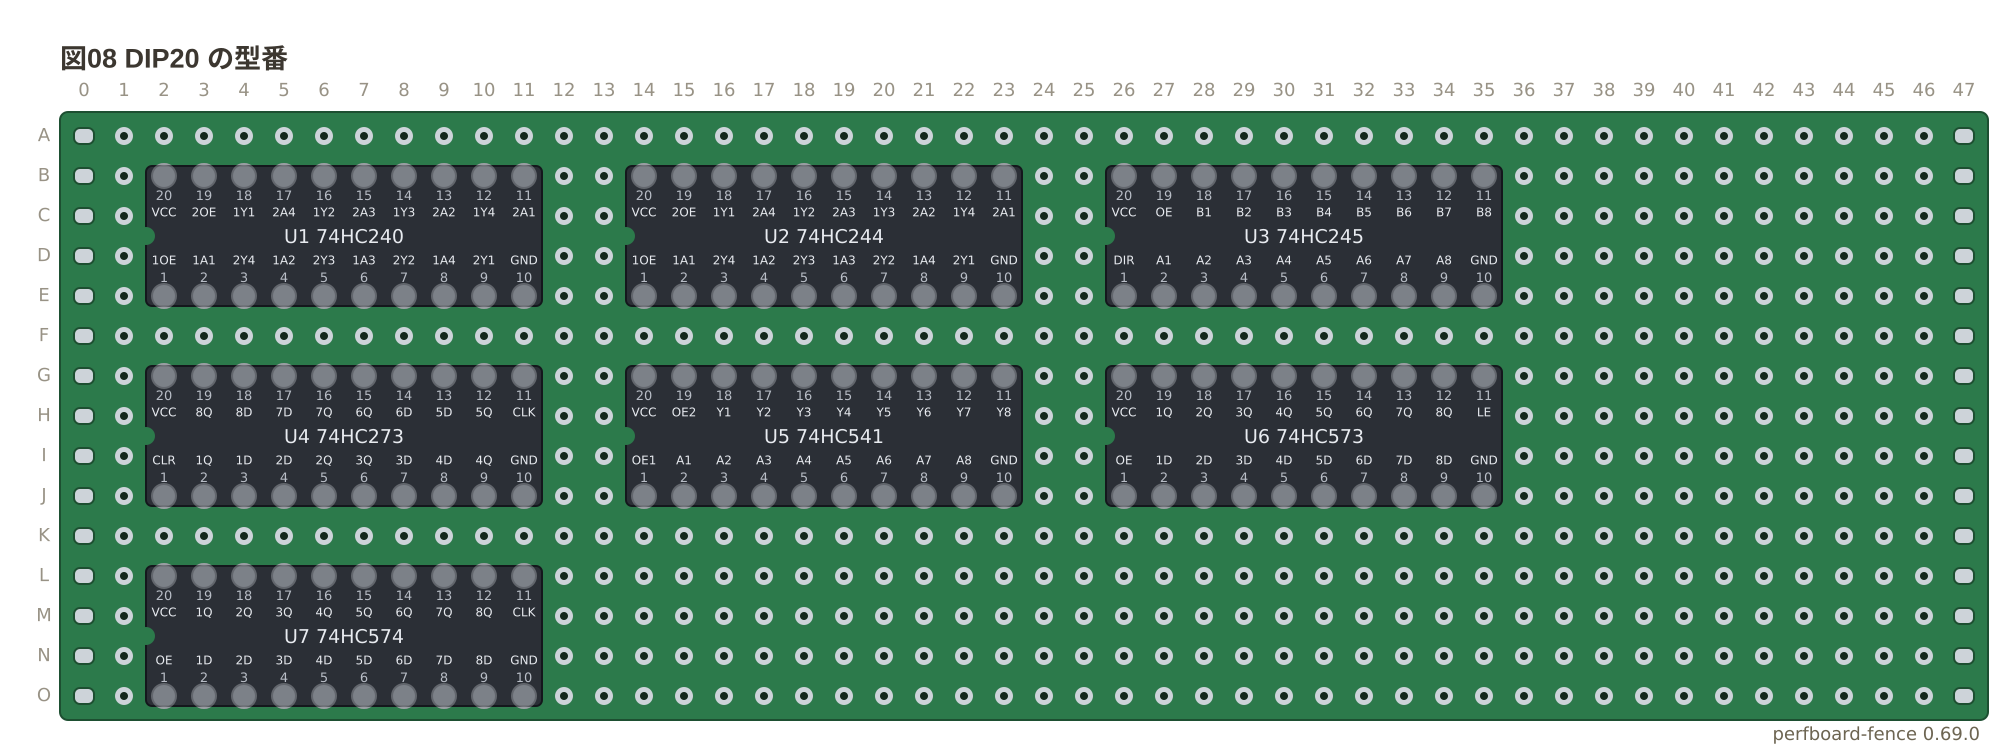 図08 DIP20 の型番
0 1 2 3 4 5 6 7 8 9 10 11 12 13 14 15 16 17 18 19 20 21 22 23 24 25 26 27 28 29 30 31 32 33 34 35 36 37 38 39 40 41 42 43 44 45 46 47
A
B
20 19 18 17 16 15 14 13 12 11 20 19 18 17 16 15 14 13 12 11 20 19 18 17 16 15 14 13 12 11
C VCC 2OE 1Y1 2A4 1Y2 2A3 1Y3 2A2 1Y4 2A1 VCC 2OE 1Y1 2A4 1Y2 2A3 1Y3 2A2 1Y4 2A1 VCC OE B1 B2 B3 B4 B5 B6 B7 B8
U1 74HC240 U2 74HC244 U3 74HC245
D 1OE 1A1 2Y4 1A2 2Y3 1A3 2Y2 1A4 2Y1 GND 1OE 1A1 2Y4 1A2 2Y3 1A3 2Y2 1A4 2Y1 GND DIR A1 A2 A3 A4 A5 A6 A7 A8 GND
1 2 3 4 5 6 7 8 9 10 1 2 3 4 5 6 7 8 9 10 1 2 3 4 5 6 7 8 9 10
E
F
G
20 19 18 17 16 15 14 13 12 11 20 19 18 17 16 15 14 13 12 11 20 19 18 17 16 15 14 13 12 11
H VCC 8Q 8D 7D 7Q 6Q 6D 5D 5Q CLK VCC OE2 Y1 Y2 Y3 Y4 Y5 Y6 Y7 Y8 VCC 1Q 2Q 3Q 4Q 5Q 6Q 7Q 8Q LE
U4 74HC273 U5 74HC541 U6 74HC573
I CLR 1Q 1D 2D 2Q 3Q 3D 4D 4Q GND OE1 A1 A2 A3 A4 A5 A6 A7 A8 GND OE 1D 2D 3D 4D 5D 6D 7D 8D GND
1 2 3 4 5 6 7 8 9 10 1 2 3 4 5 6 7 8 9 10 1 2 3 4 5 6 7 8 9 10
J
K
L
20 19 18 17 16 15 14 13 12 11
M VCC 1Q 2Q 3Q 4Q 5Q 6Q 7Q 8Q CLK
U7 74HC574
N OE 1D 2D 3D 4D 5D 6D 7D 8D GND
1 2 3 4 5 6 7 8 9 10
O
perfboard-fence 0.69.0